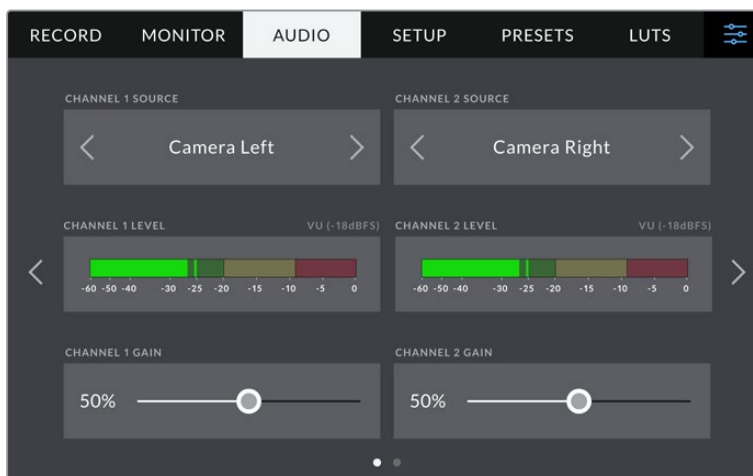 RECORD MONITOR AUDIO SETUP PRESETS LUTS
CHANNEL 1 SOURCE CHANNEL 2 SOURCE
Camera Left Camera Right
CHANNEL 1 LEVEL VU (-18dBFS) CHANNEL 2 LEVEL VU (-18dBFS)
-60 -50 -40 -30 -25 -20 -15 -10 -5 0 -60 -50 -40 -30 -25 -20 -15 -10 -5 0
CHANNEL 1 GAIN CHANNEL 2 GAIN
50% 50%